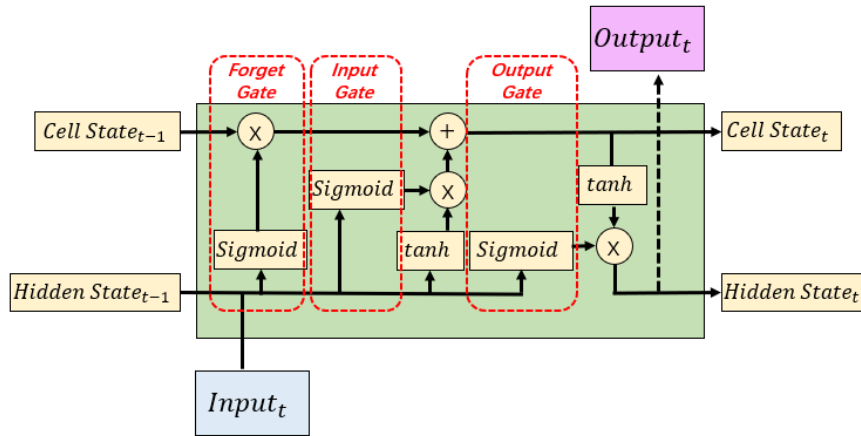 Output_t
Forget
Gate
Input
Gate
Output
Gate
Cell State_{t-1}
X
+
Cell State_t
Sigmoid
X
tanh
Sigmoid
tanh
Sigmoid
X
Hidden State_{t-1}
Hidden State_t
Input_t